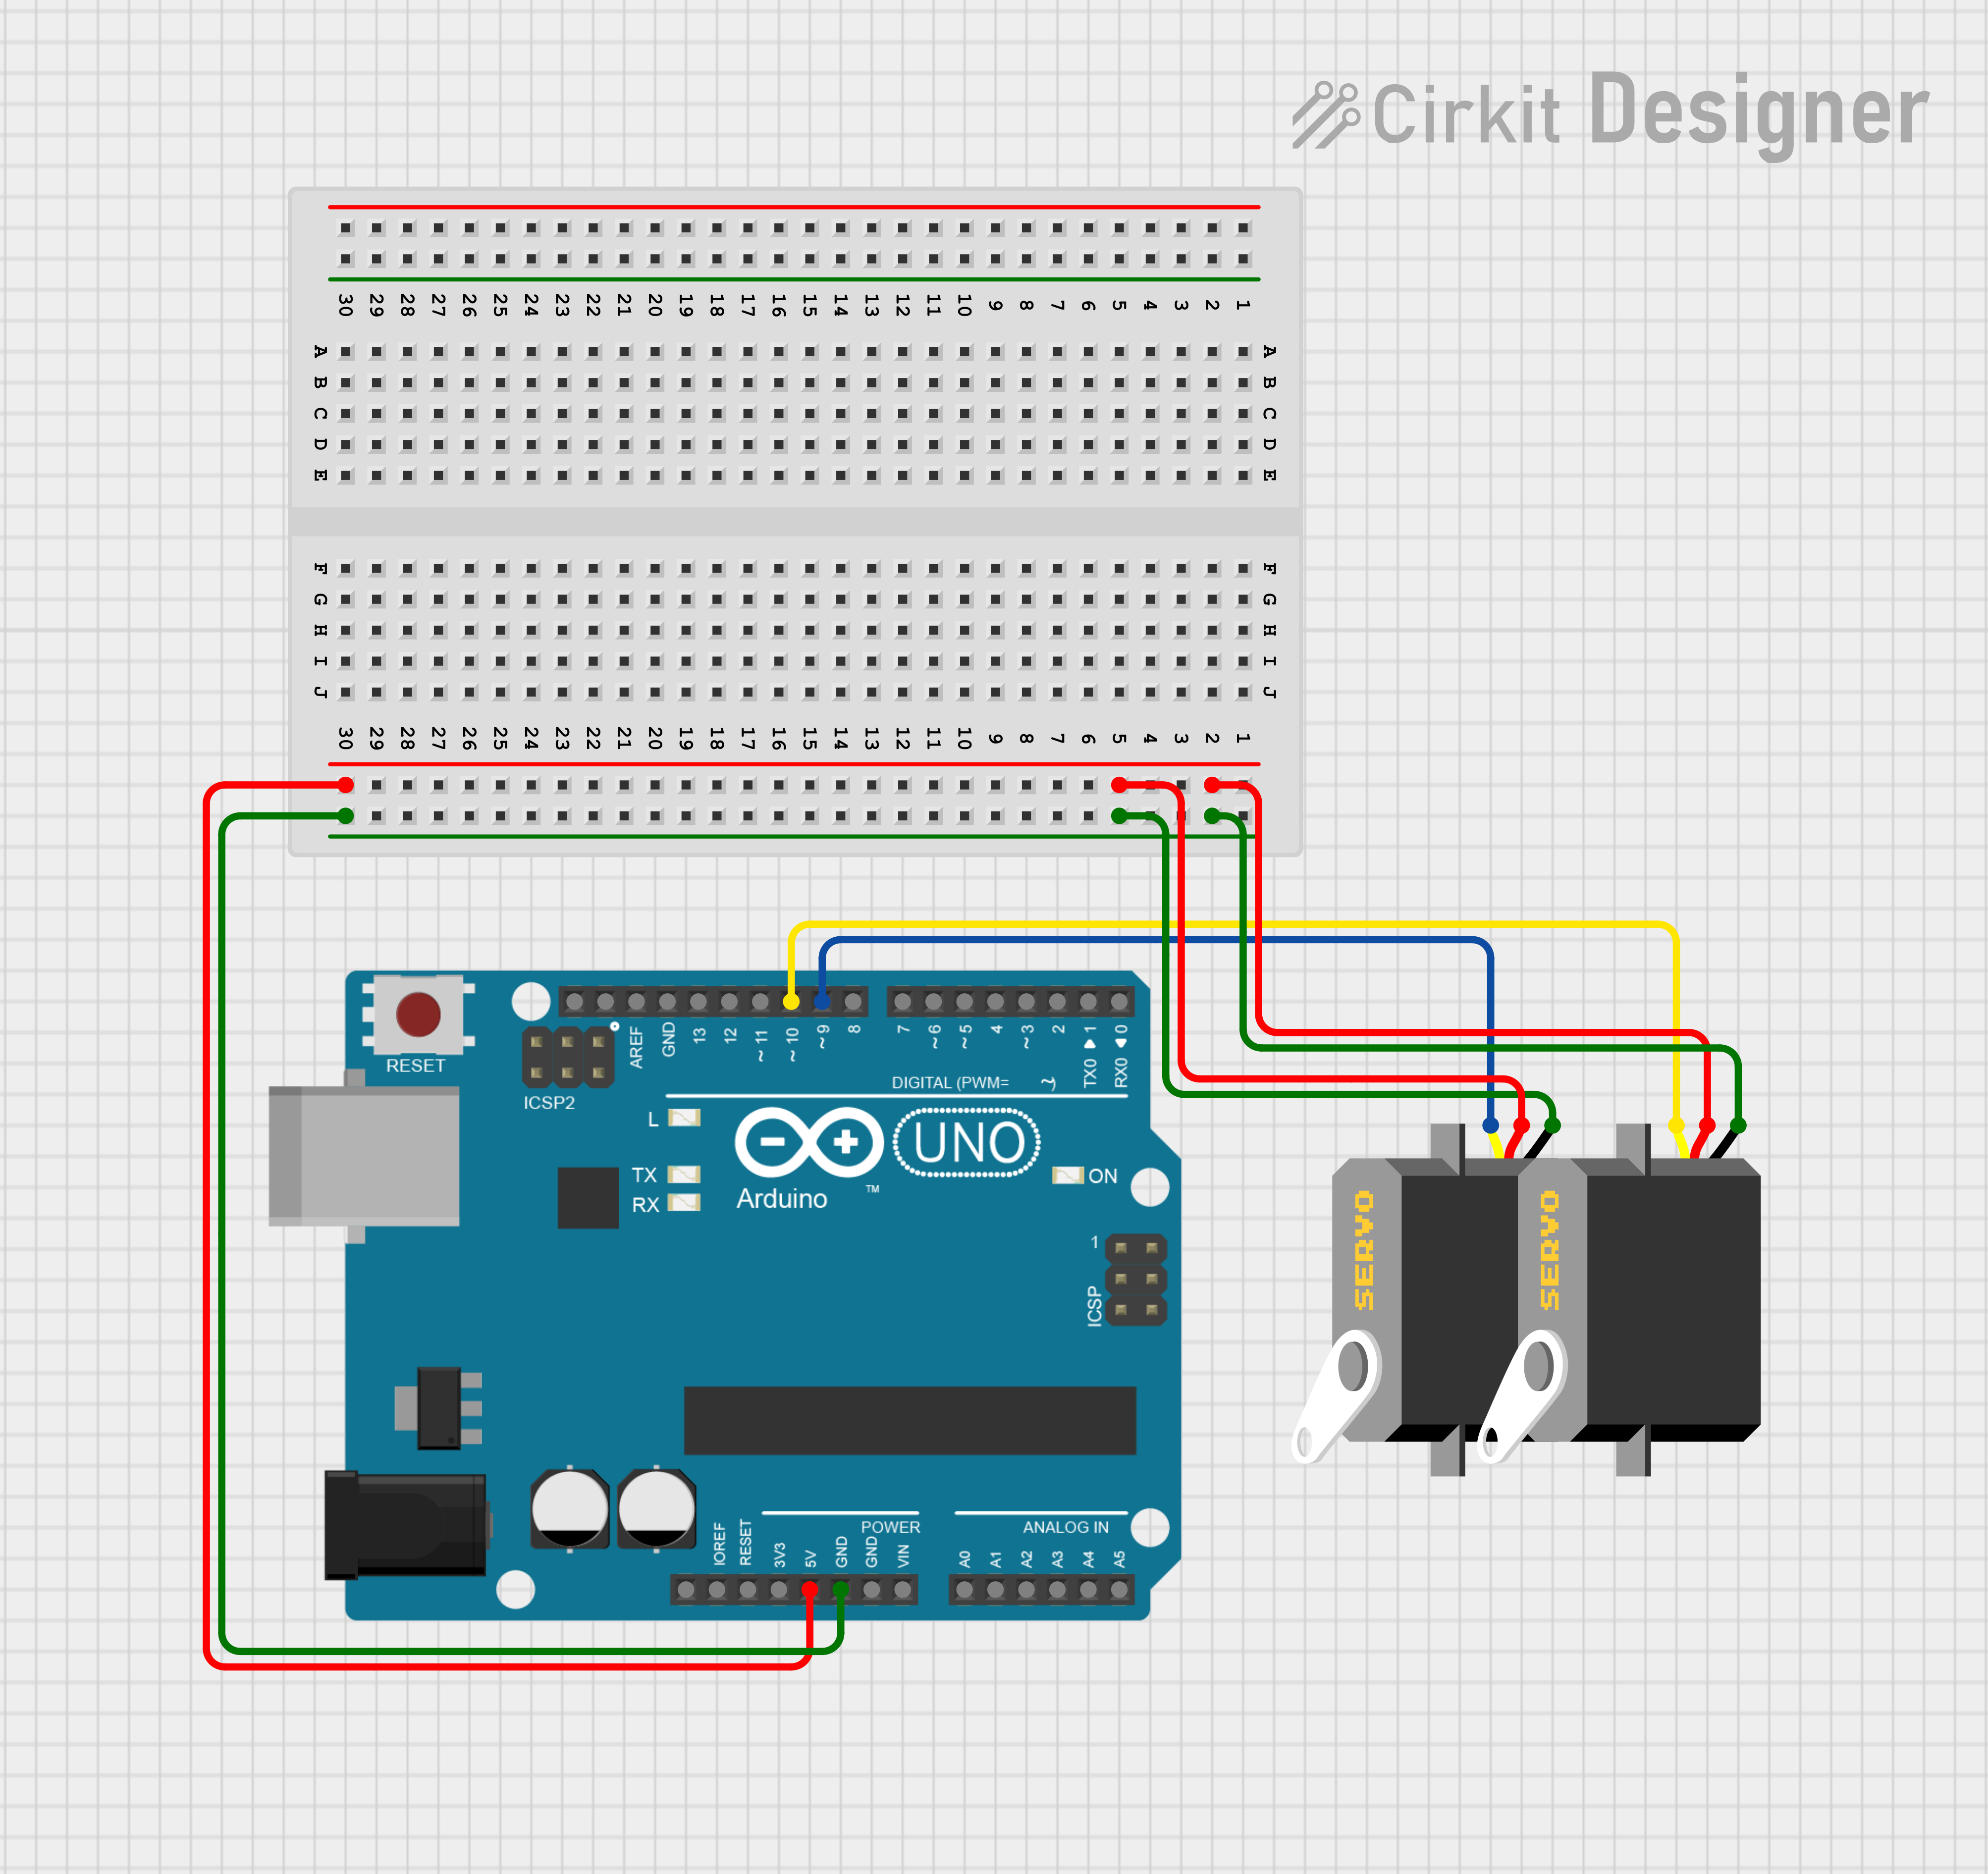 Cirkit Designer
30 29 28 27 26 25 24 23 22 21 20 19 18 17 16 15 14 13 12 11 10 9 8 7 6 5 4 3 2 1
A A
B B
C C
D D
E E
F F
G G
H H
I I
J J
30 29 28 27 26 25 24 23 22 21 20 19 18 17 16 15 14 13 12 11 10 9 8 7 6 5 4 3 2 1
RESET
ICSP2
AREF GND 13 12 ~11 ~10 ~9 8 7 ~6 ~5 4 ~3 2 TX0▶1 RX0◀0
DIGITAL (PWM= ~)
L
TX
RX
UNO
Arduino™
ON
1
ICSP
SERVO
SERVO
POWER
ANALOG IN
IOREF RESET 3V3 5V GND GND VIN A0 A1 A2 A3 A4 A5